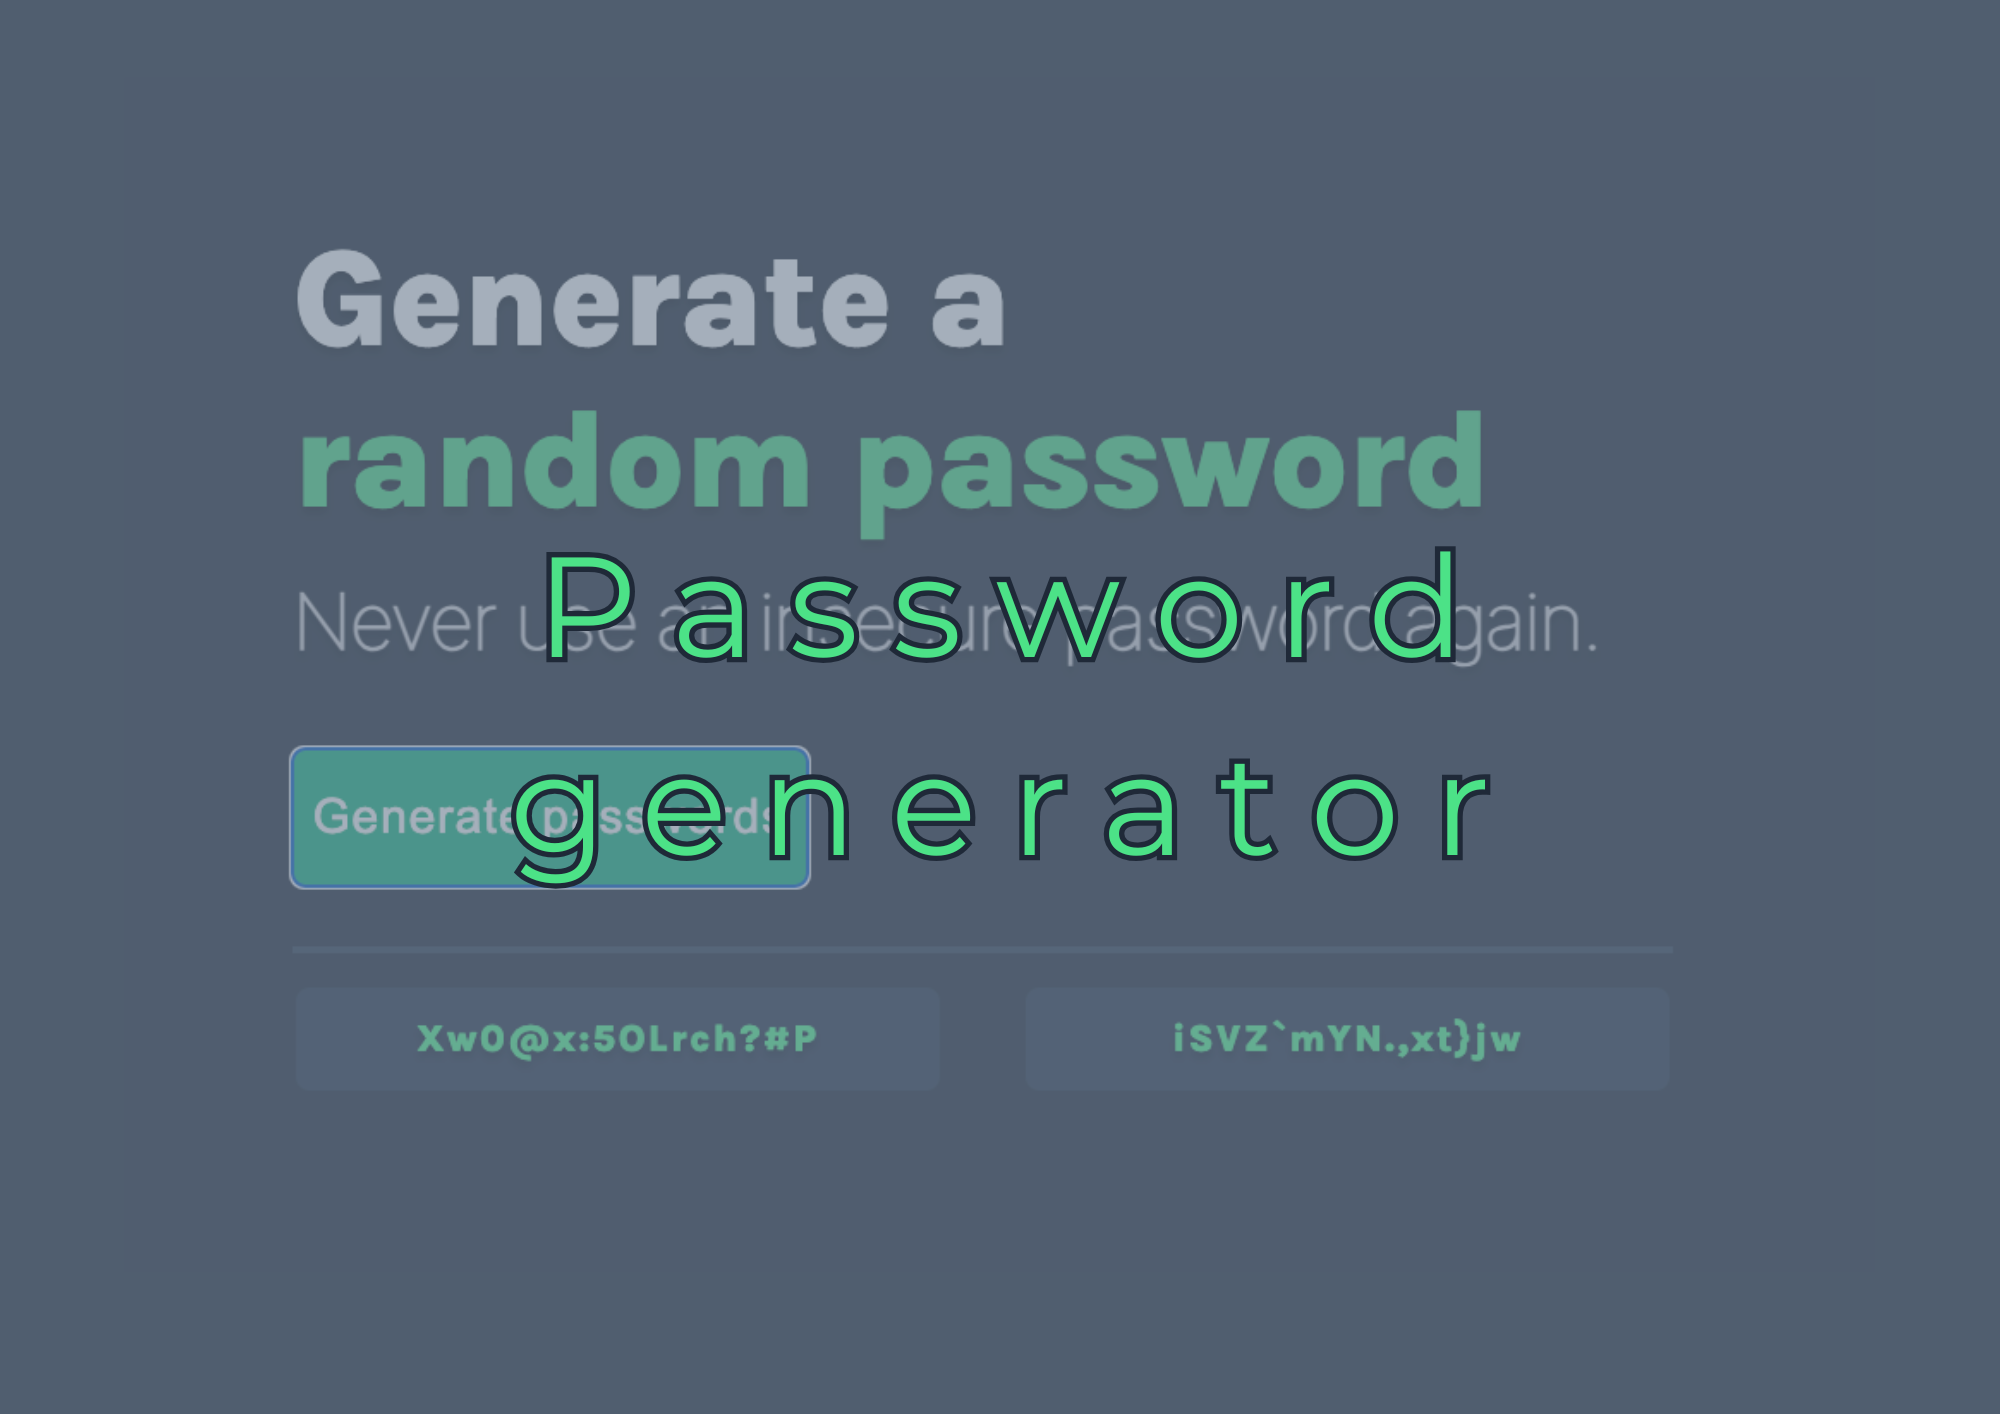 Generate a
random password
Never use an insecure password again.
Password
Generate passwords
generator
Xw0@x:5OLrch?#P
iSVZ`mYN.,xt}jw